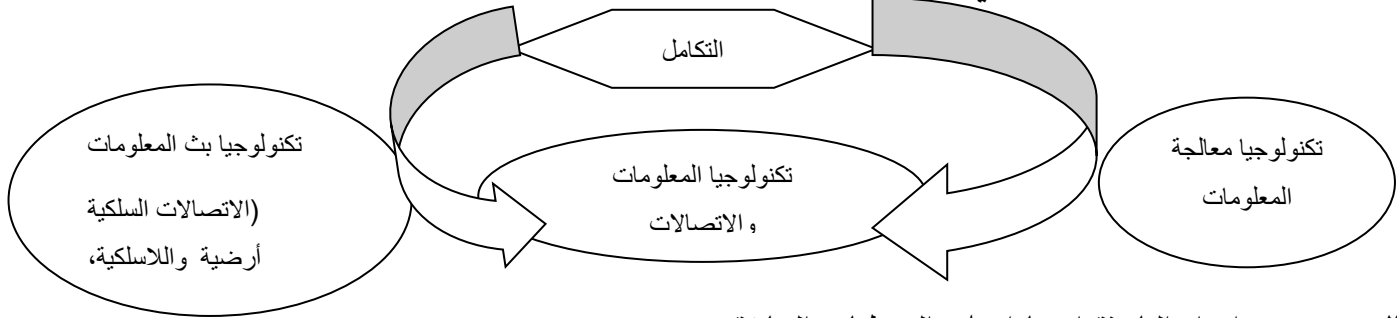 التكامل
تكنولوجيا معالجة
المعلومات
تكنولوجيا المعلومات
والاتصالات
تكنولوجيا بث المعلومات
(الاتصالات السلكية
أرضية واللاسلكية،